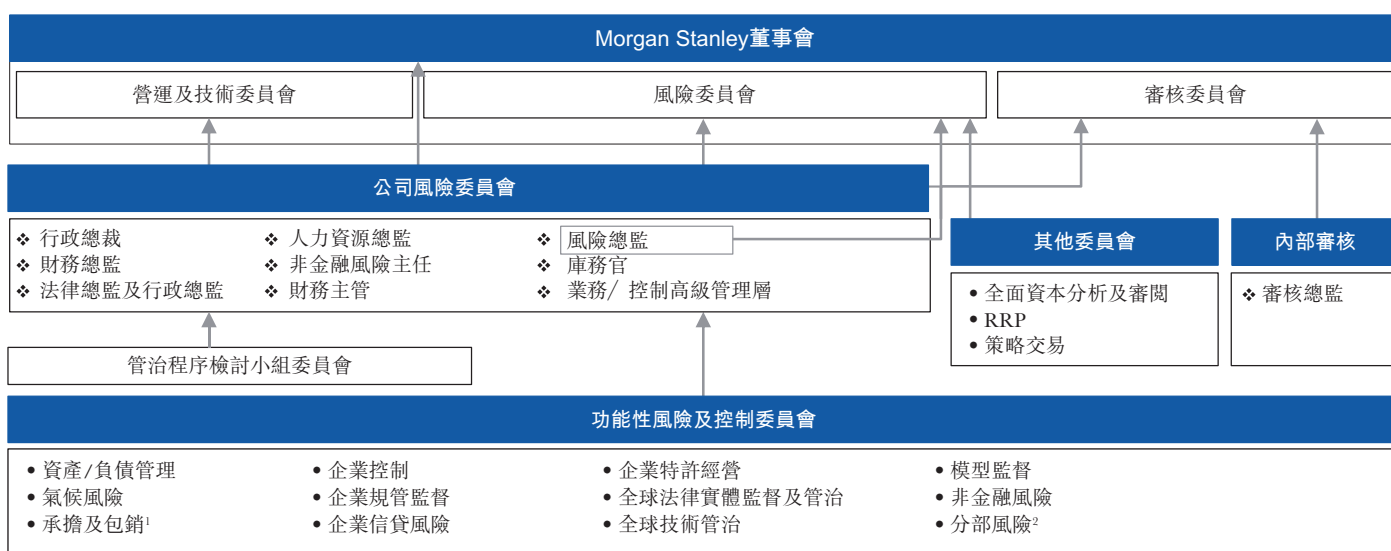 Morgan Stanley董事會
營運及技術委員會
風險委員會
審核委員會
公司風險委員會
❖ 行政總裁
❖ 財務總監
❖ 法律總監及行政總監
❖ 人力資源總監
❖ 非金融風險主任
❖ 財務主管
❖ 風險總監
❖ 庫務官
❖ 業務/ 控制高級管理層
其他委員會
• 全面資本分析及審閱
• RRP
• 策略交易
內部審核
❖ 審核總監
管治程序檢討小組委員會
功能性風險及控制委員會
• 資產/負債管理
• 氣候風險
• 承擔及包銷1
• 企業控制
• 企業規管監督
• 企業信貸風險
• 企業特許經營
• 全球法律實體監督及管治
• 全球技術管治
• 模型監督
• 非金融風險
• 分部風險2